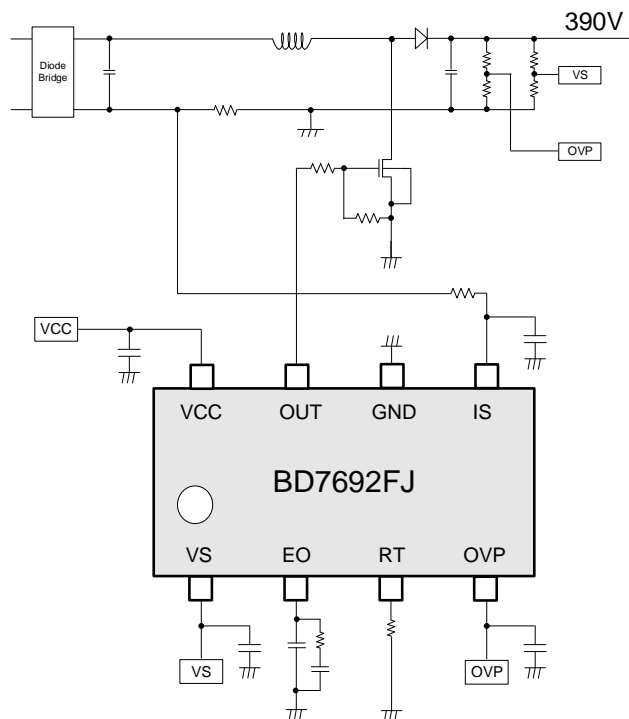 390V
Diode
Bridge
VS
OVP
VCC
VCC OUT GND IS
BD7692FJ
VS EO RT OVP
VS OVP